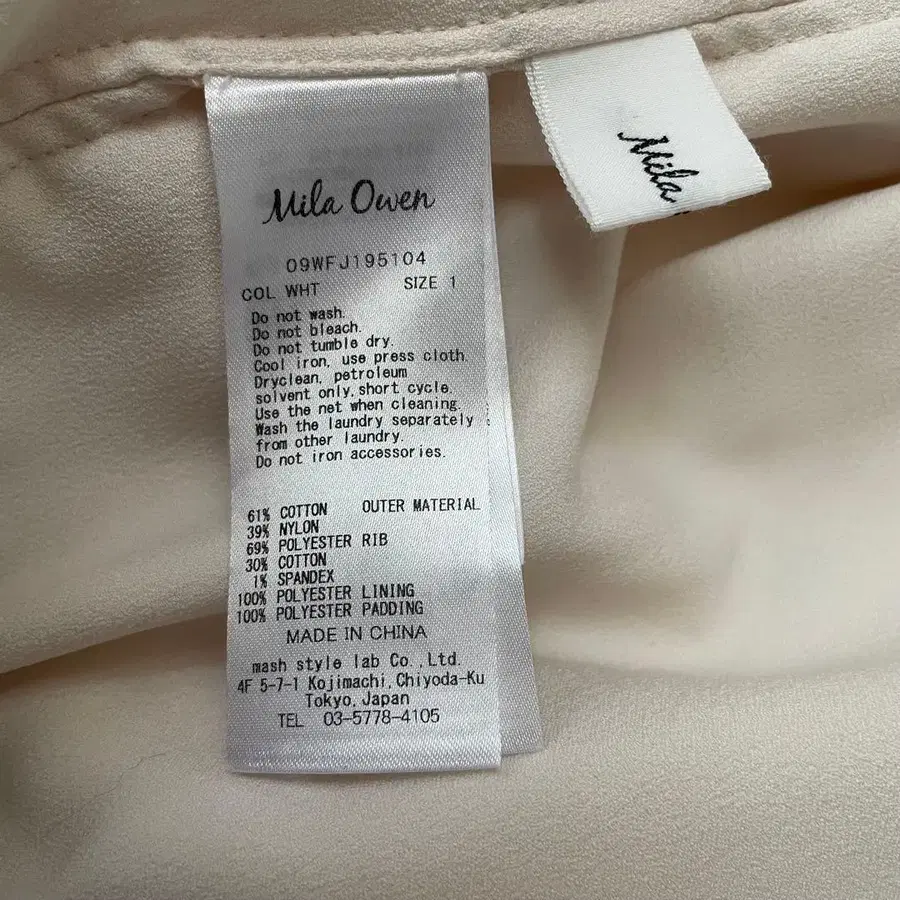 Mila Owen
09WFJ195104
COL WHT SIZE 1
Do not wash.
Do not bleach.
Do not tumble dry.
Cool iron, use press cloth.
Dryclean, petroleum
solvent only,short cycle.
Use the net when cleaning.
Wash the laundry separately
from other laundry.
Do not iron accessories.
61% COTTON OUTER MATERIAL
39% NYLON
69% POLYESTER RIB
30% COTTON
1% SPANDEX
100% POLYESTER LINING
100% POLYESTER PADDING
MADE IN CHINA
mash style lab Co.,Ltd.
4F 5-7-1 Kojimachi,Chiyoda-Ku
Tokyo,Japan
TEL 03-5778-4105
Mila